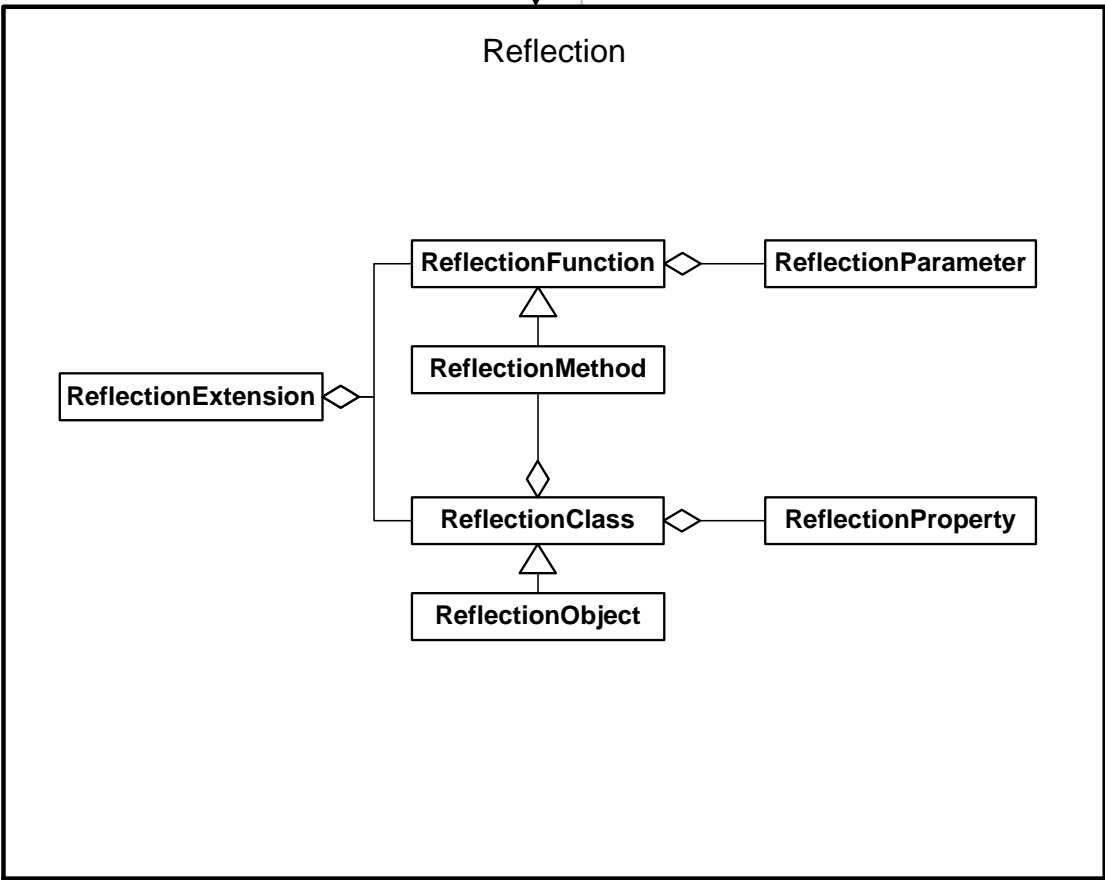 Reflection
ReflectionFunction
ReflectionParameter
ReflectionMethod
ReflectionExtension
ReflectionClass
ReflectionProperty
ReflectionObject